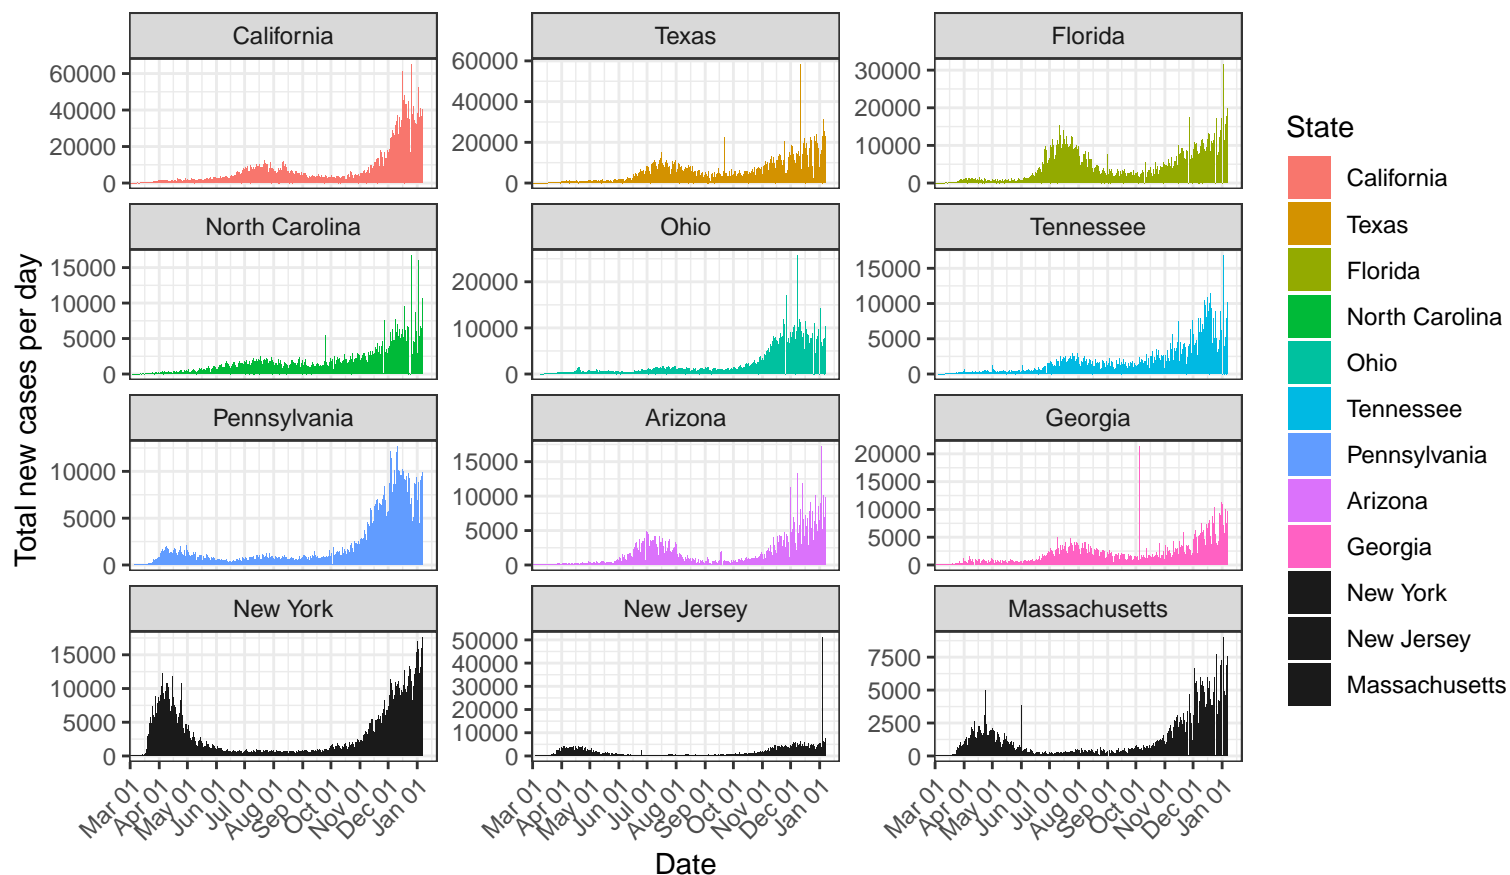 California
Texas
Florida
60000
40000
20000
0
60000
40000
20000
0
30000
20000
10000
0
North Carolina
Ohio
Tennessee
15000
10000
5000
0
20000
10000
0
15000
10000
5000
0
Pennsylvania
Arizona
Georgia
10000
5000
0
15000
10000
5000
0
20000
15000
10000
5000
0
New York
New Jersey
Massachusetts
15000
10000
5000
0
50000
40000
30000
20000
10000
0
7500
5000
2500
0
Mar 01
Apr 01
May 01
Jun 01
Jul 01
Aug 01
Sep 01
Oct 01
Nov 01
Dec 01
Jan 01
Mar 01
Apr 01
May 01
Jun 01
Jul 01
Aug 01
Sep 01
Oct 01
Nov 01
Dec 01
Jan 01
Mar 01
Apr 01
May 01
Jun 01
Jul 01
Aug 01
Sep 01
Oct 01
Nov 01
Dec 01
Jan 01
Date
Total new cases per day
State
California
Texas
Florida
North Carolina
Ohio
Tennessee
Pennsylvania
Arizona
Georgia
New York
New Jersey
Massachusetts